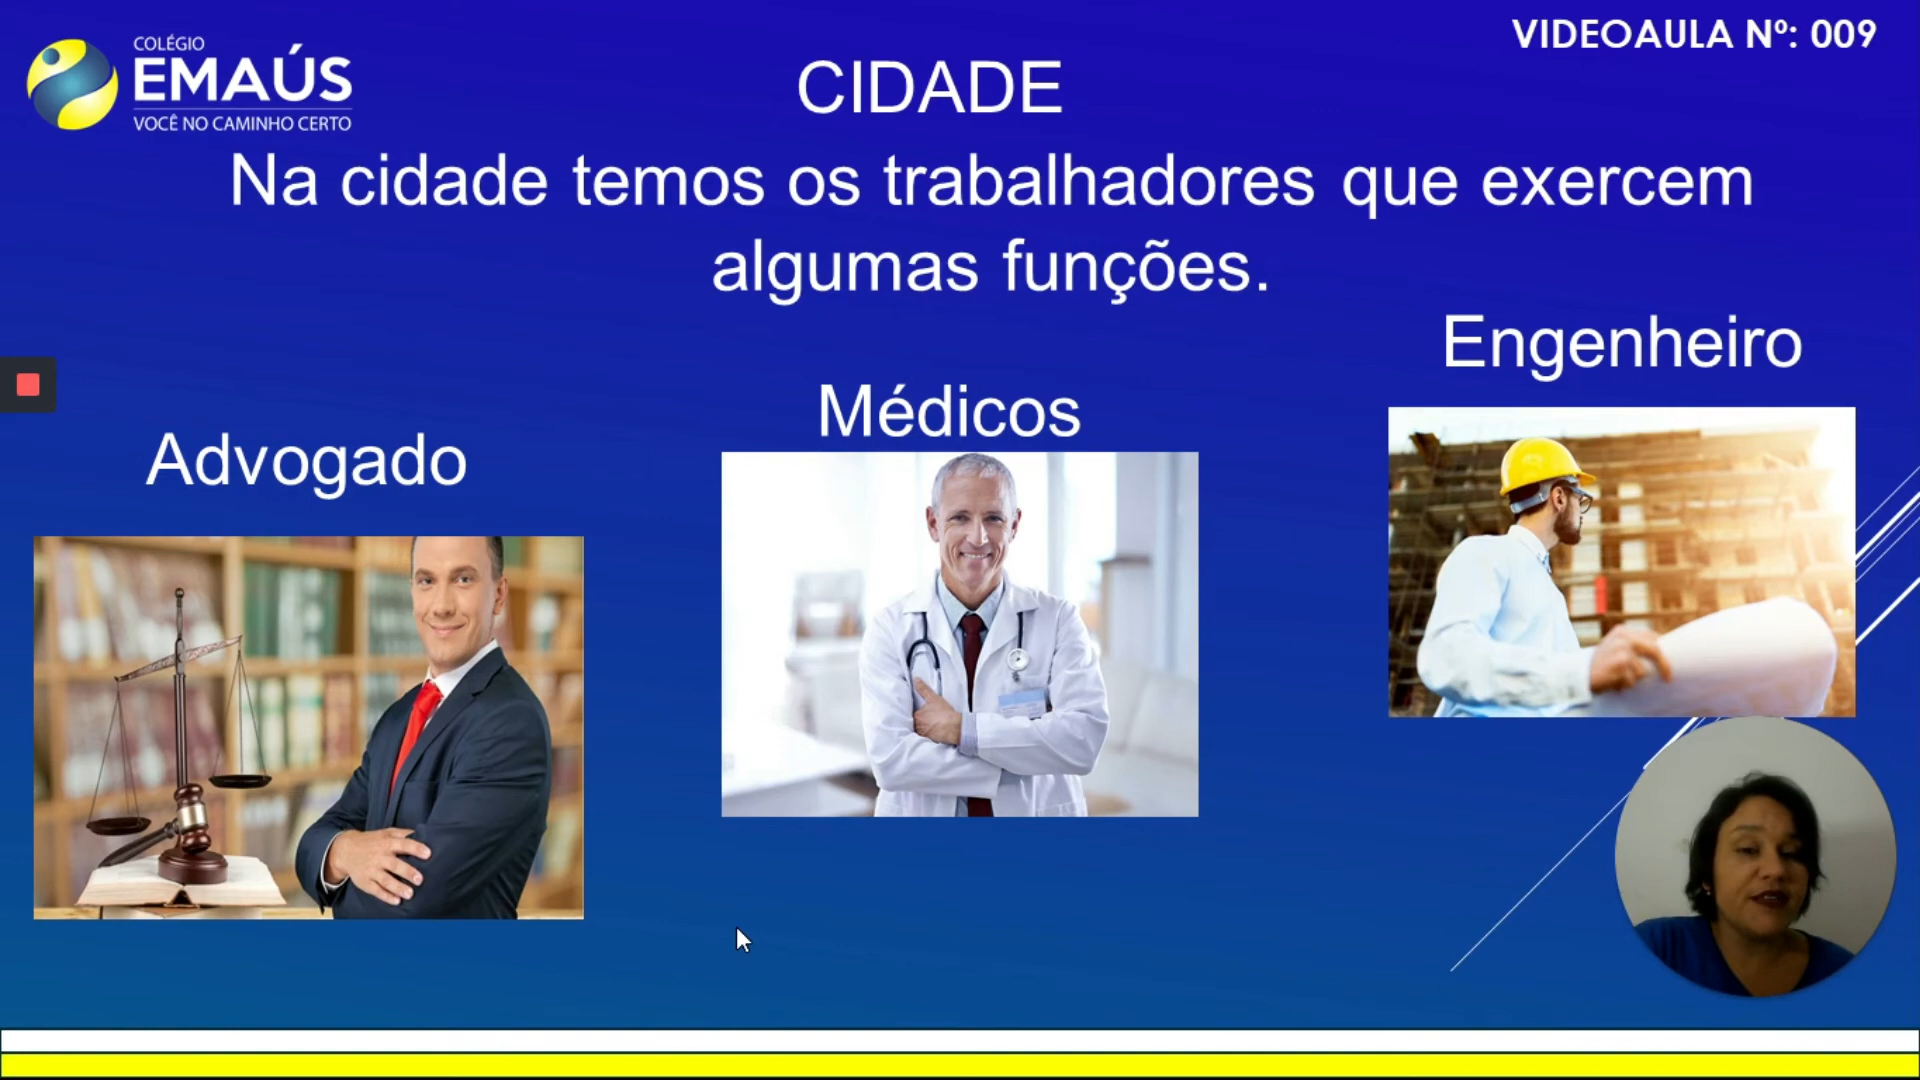 COLÉGIO
EMAÚS
VOCÊ NO CAMINHO CERTO
VIDEOAULA Nº: 009
CIDADE
Na cidade temos os trabalhadores que exercem
algumas funções.
Advogado
Médicos
Engenheiro